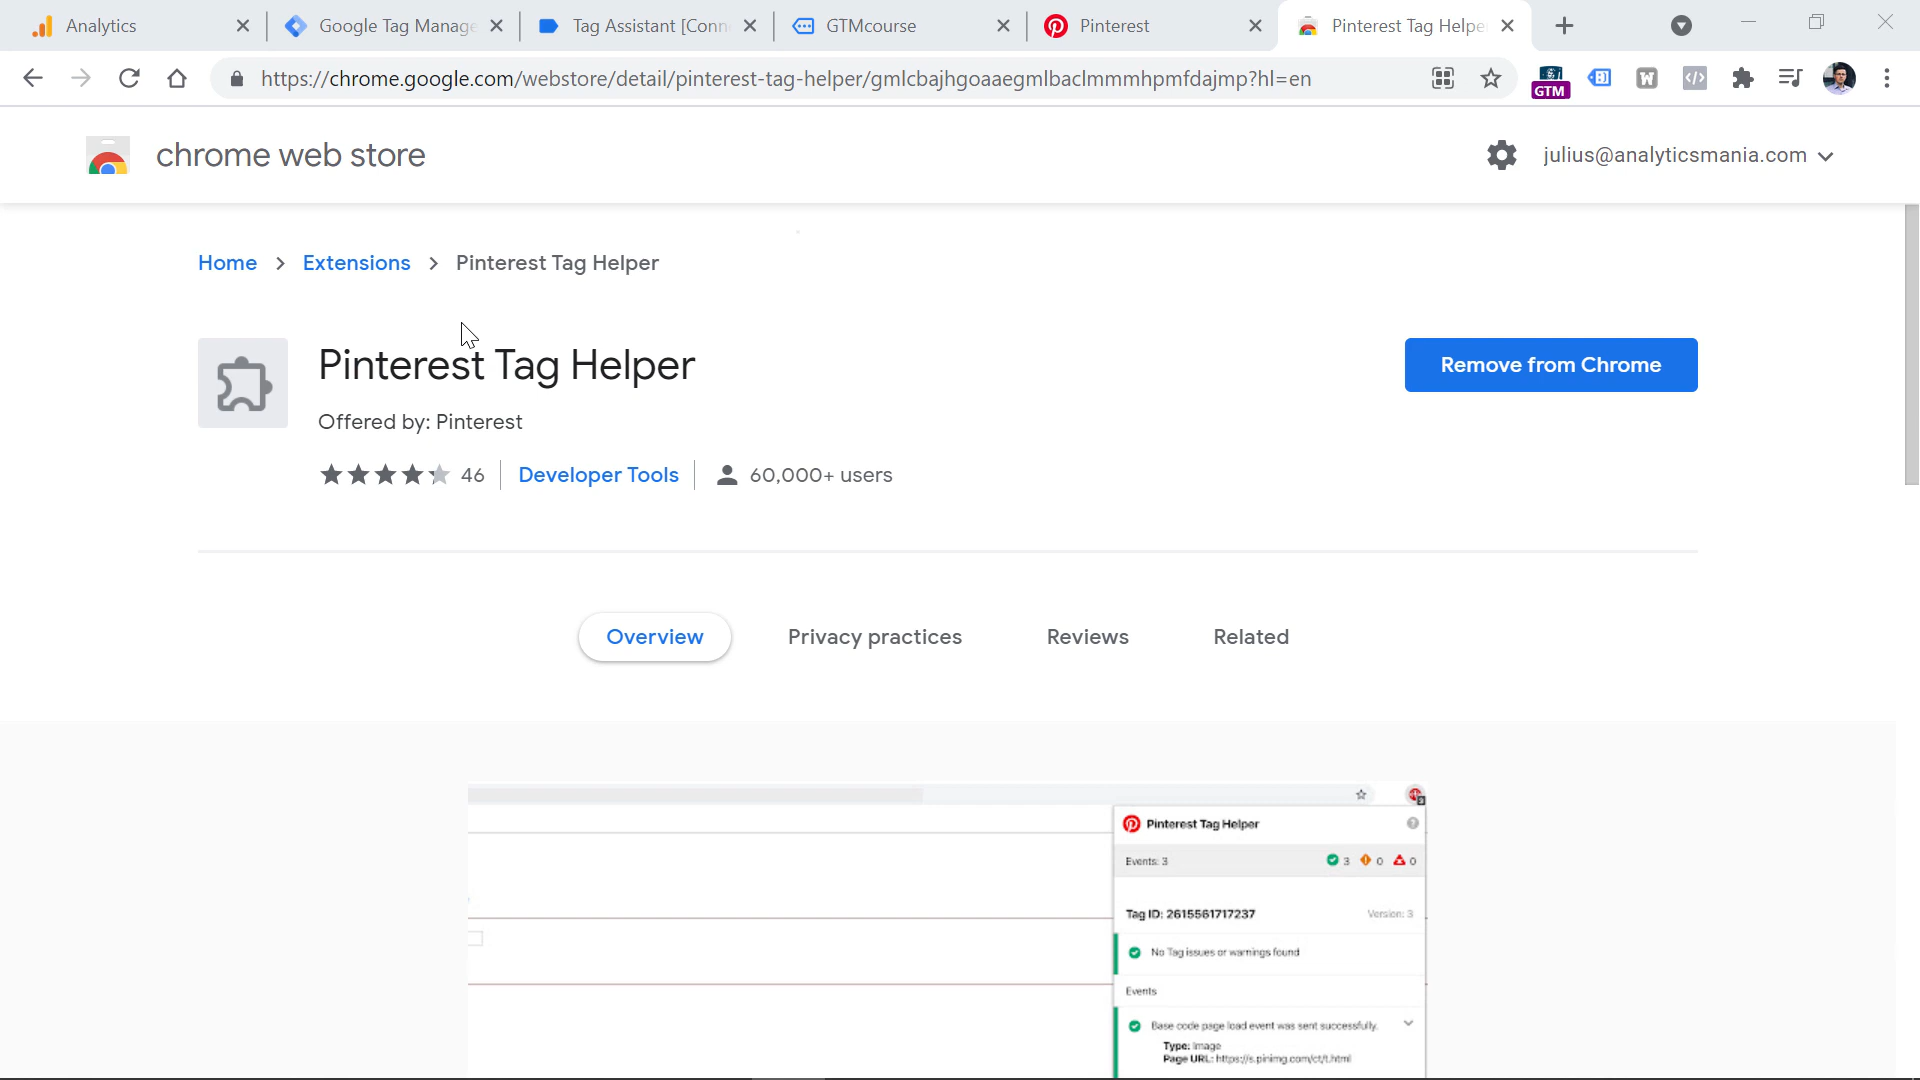 Analytics
Google Tag Manage
Tag Assistant [Conn
GTMcourse
Pinterest
Pinterest Tag Helpe
https://chrome.google.com/webstore/detail/pinterest-tag-helper/gmlcbajhgoaaegmlbaclmmmhpmfdajmp?hl=en
GTM
W
chrome web store
julius@analyticsmania.com
Home
Extensions
Pinterest Tag Helper
Pinterest Tag Helper
Remove from Chrome
Offered by: Pinterest
46
Developer Tools
60,000+ users
Overview
Privacy practices
Reviews
Related
Pinterest Tag Helper
Events: 3
3
0
0
Tag ID: 2615561717237
Version: 3
No Tag issues or warnings found
Events
Base code page load event was sent successfully.
Type: Image
Page URL: https://s.pinimg.com/ct/t.html